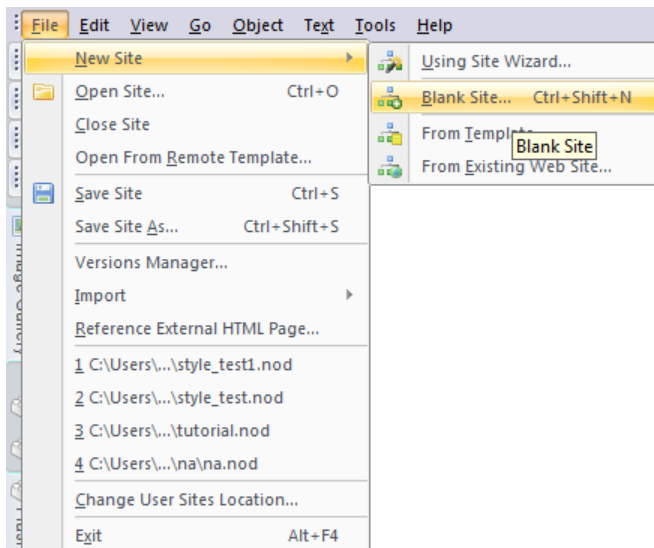 File Edit View Go Object Text Tools Help
New Site
Using Site Wizard...
Open Site... Ctrl+O
Blank Site... Ctrl+Shift+N
Close Site
From Template
Blank Site
Open From Remote Template...
From Existing Web Site...
Save Site Ctrl+S
Save Site As... Ctrl+Shift+S
Versions Manager...
Import
Reference External HTML Page...
1 C:\Users\...\style_test1.nod
2 C:\Users\...\style_test.nod
3 C:\Users\...\tutorial.nod
4 C:\Users\...\na\na.nod
Change User Sites Location...
Exit Alt+F4